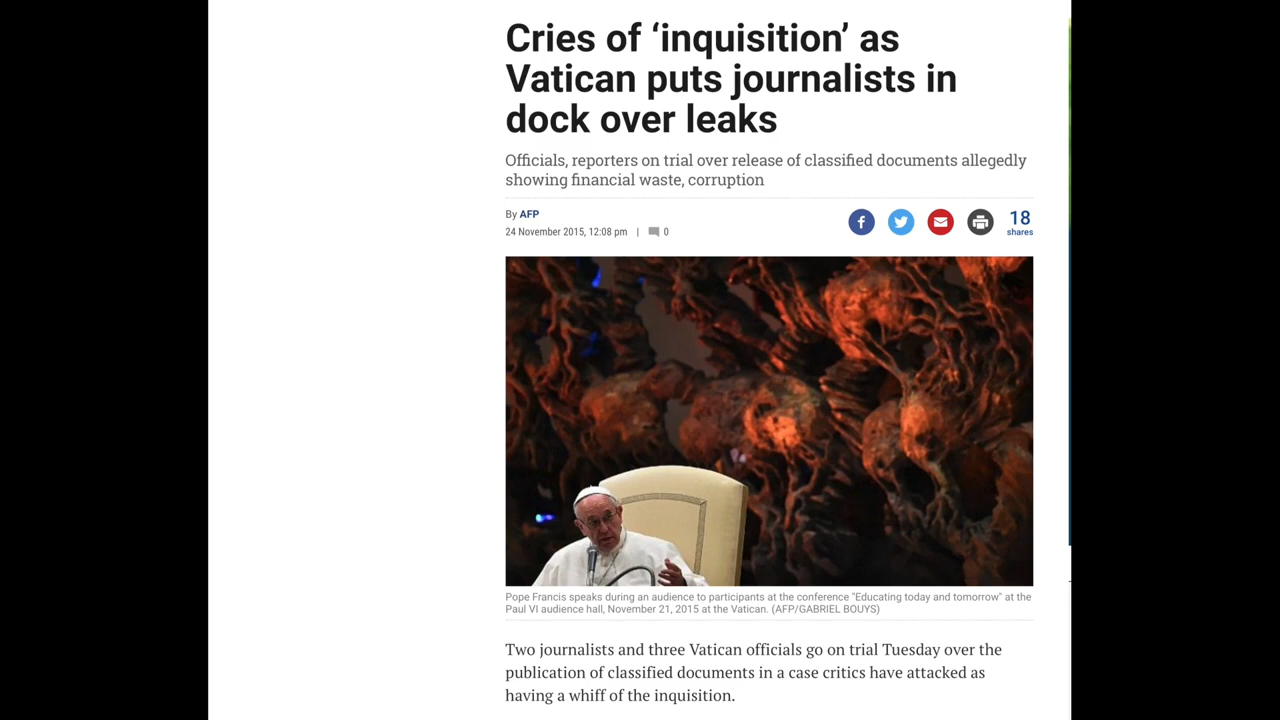 Cries of ‘inquisition’ as
Vatican puts journalists in
dock over leaks
Officials, reporters on trial over release of classified documents allegedly
showing financial waste, corruption
By AFP
24 November 2015, 12:08 pm | 0
18
shares
Pope Francis speaks during an audience to participants at the conference "Educating today and tomorrow" at the
Paul VI audience hall, November 21, 2015 at the Vatican. (AFP/GABRIEL BOUYS)
Two journalists and three Vatican officials go on trial Tuesday over the
publication of classified documents in a case critics have attacked as
having a whiff of the inquisition.